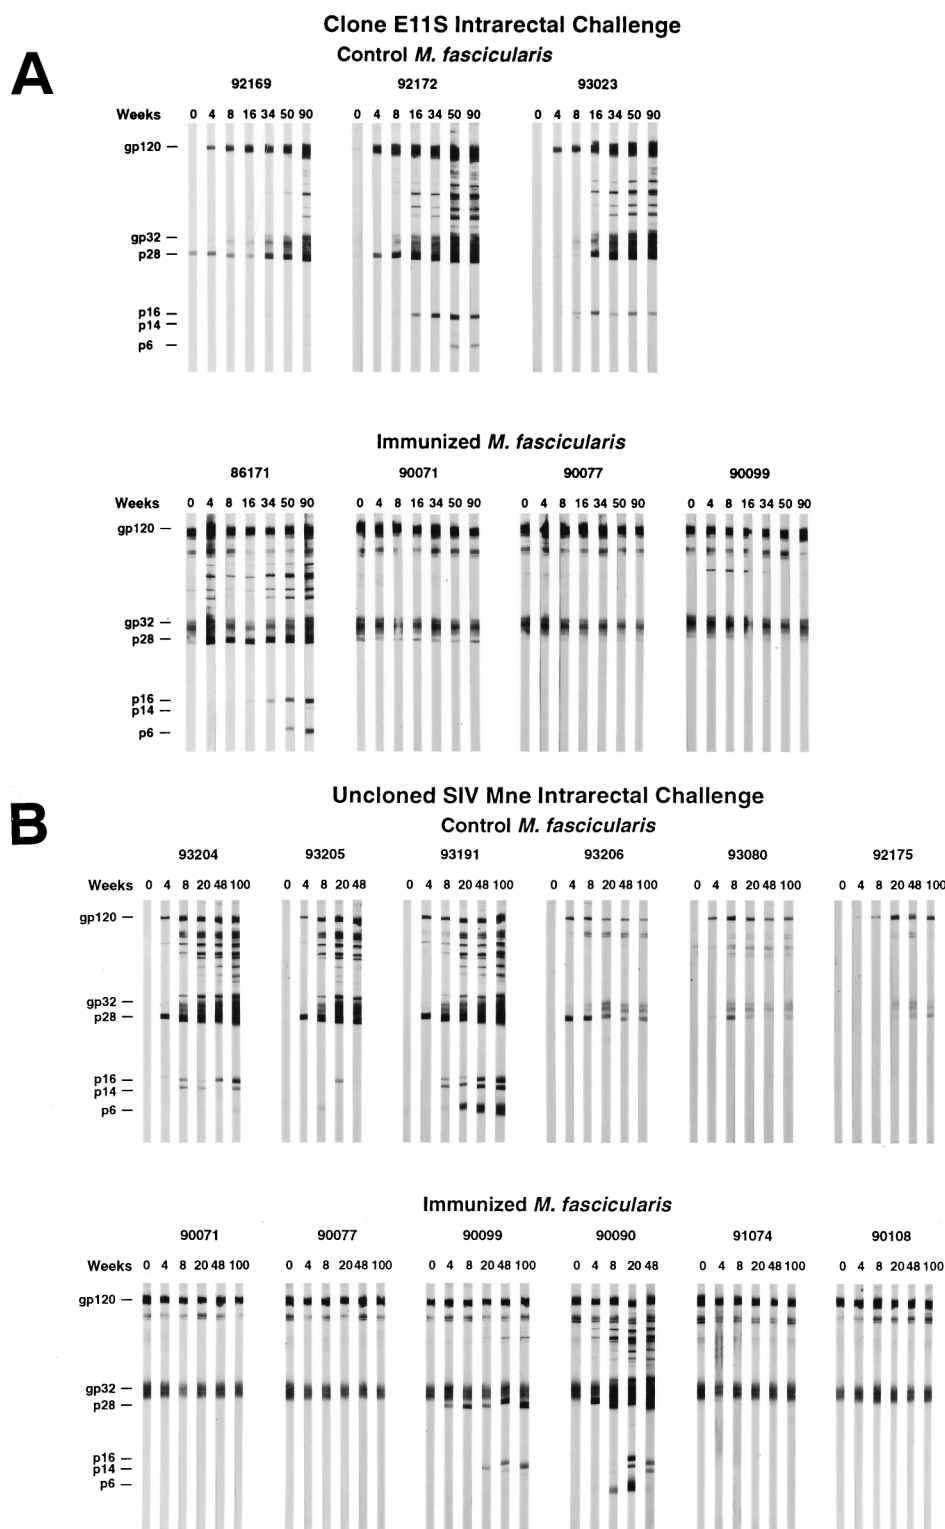 Clone E11S Intrarectal Challenge
A
Control M. fascicularis
92169 92172 93023
Weeks 0 4 8 16 34 50 90 0 4 8 16 34 50 90 0 4 8 16 34 50 90
gp120
gp32
p28
p16
p14
p6
Immunized M. fascicularis
86171 90071 90077 90099
Weeks 0 4 8 16 34 50 90 0 4 8 16 34 50 90 0 4 8 16 34 50 90 0 4 8 16 34 50 90
gp120
gp32
p28
p16
p14
p6
Uncloned SIV Mne Intrarectal Challenge
B
Control M. fascicularis
93204 93205 93191 93206 93080 92175
Weeks 0 4 8 20 48 100 0 4 8 20 48 0 4 8 20 48 100 0 4 8 20 48 100 0 4 8 20 48 100 0 4 8 20 48 100
gp120
gp32
p28
p16
p14
p6
Immunized M. fascicularis
90071 90077 90099 90090 91074 90108
Weeks 0 4 8 20 48 100 0 4 8 20 48 100 0 4 8 20 48 100 0 4 8 20 48 0 4 8 20 48 100 0 4 8 20 48 100
gp120
gp32
p28
p16
p14
p6